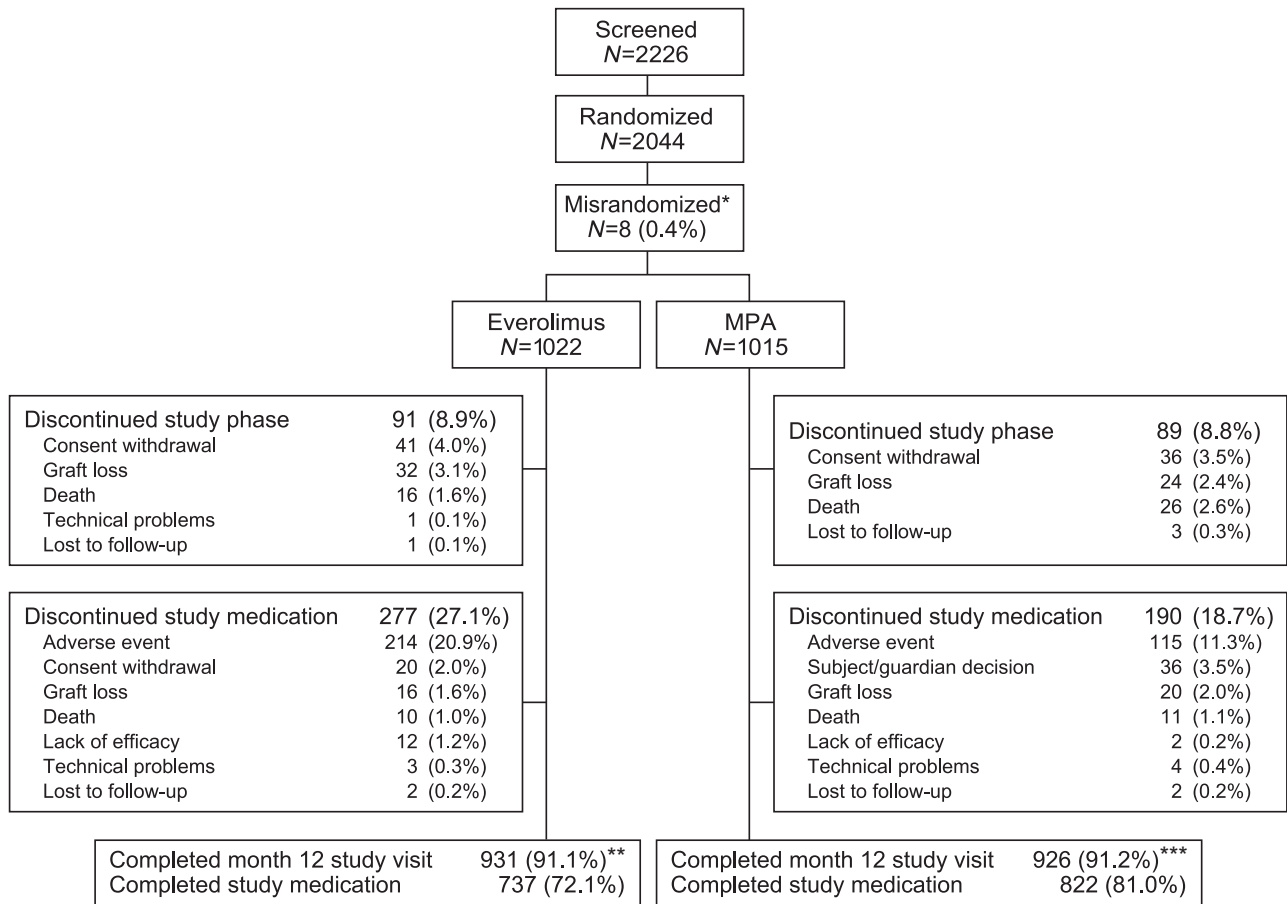 Screened
N=2226
Randomized
N=2044
Misrandomized*
N=8 (0.4%)
Everolimus
N=1022
MPA
N=1015
Discontinued study phase 91 (8.9%)
Consent withdrawal 41 (4.0%)
Graft loss 32 (3.1%)
Death 16 (1.6%)
Technical problems 1 (0.1%)
Lost to follow-up 1 (0.1%)
Discontinued study phase 89 (8.8%)
Consent withdrawal 36 (3.5%)
Graft loss 24 (2.4%)
Death 26 (2.6%)
Lost to follow-up 3 (0.3%)
Discontinued study medication 277 (27.1%)
Adverse event 214 (20.9%)
Consent withdrawal 20 (2.0%)
Graft loss 16 (1.6%)
Death 10 (1.0%)
Lack of efficacy 12 (1.2%)
Technical problems 3 (0.3%)
Lost to follow-up 2 (0.2%)
Discontinued study medication 190 (18.7%)
Adverse event 115 (11.3%)
Subject/guardian decision 36 (3.5%)
Graft loss 20 (2.0%)
Death 11 (1.1%)
Lack of efficacy 2 (0.2%)
Technical problems 4 (0.4%)
Lost to follow-up 2 (0.2%)
Completed month 12 study visit 931 (91.1%)**
Completed study medication 737 (72.1%)
Completed month 12 study visit 926 (91.2%)***
Completed study medication 822 (81.0%)